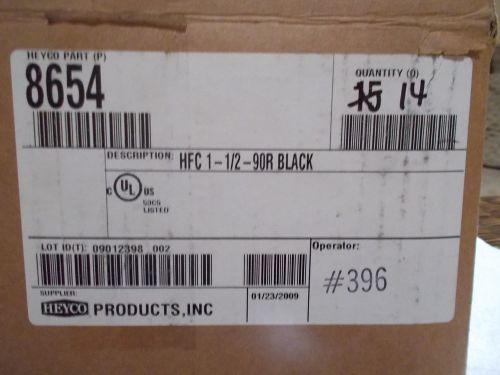 HEYCO PART (P)
8654
QUANTITY (Q)
15 14
DESCRIPTION: HFC 1-1/2-90R BLACK
C UL US
53CS
LISTED
LOT ID(T): 09012398 002
Operator:
#396
01/23/2009
SUPPLIER:
HEYCO PRODUCTS,INC